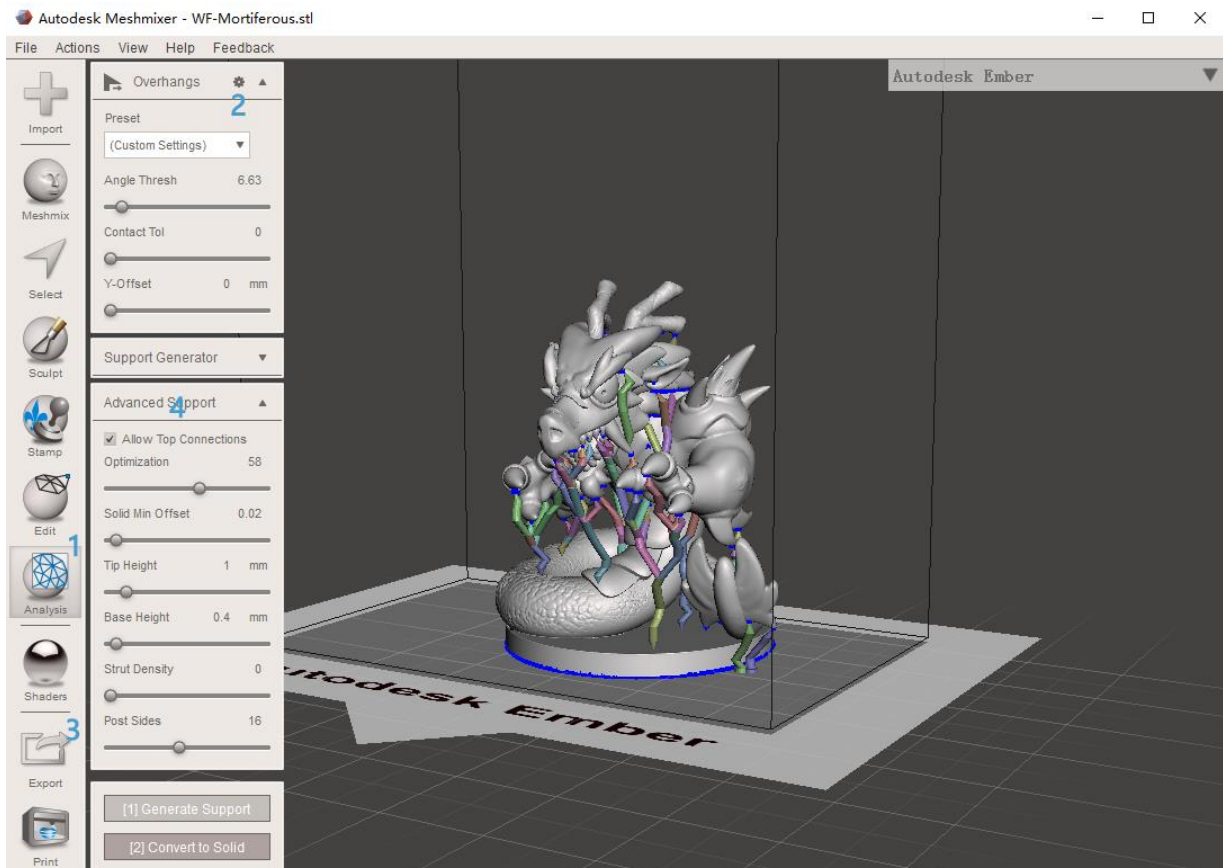 Autodesk Meshmixer - WF-Mortiferous.stl
File Actions View Help Feedback
Import
Meshmix
Select
Sculpt
Stamp
Edit
1
Analysis
Shaders
3
Export
Print
Overhangs
2
Preset
(Custom Settings)
Angle Thresh 6.63
Contact Tol 0
Y-Offset 0 mm
Support Generator
Advanced Support
4
Allow Top Connections
Optimization 58
Solid Min Offset 0.02
Tip Height 1 mm
Base Height 0.4 mm
Strut Density 0
Post Sides 16
[1] Generate Support
[2] Convert to Solid
Autodesk Ember
utodesk Ember